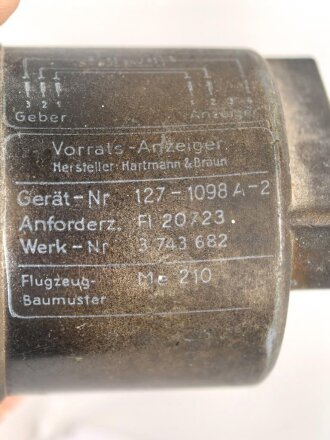 3 2 1
Geber Anzeiger
Vorrats-Anzeiger
Hersteller: Hartmann & Braun
Gerät-Nr 127-1098 A-2
Anforderz. Fl 20723
Werk-Nr 3 743 682
Flugzeug- Me 210
Baumuster